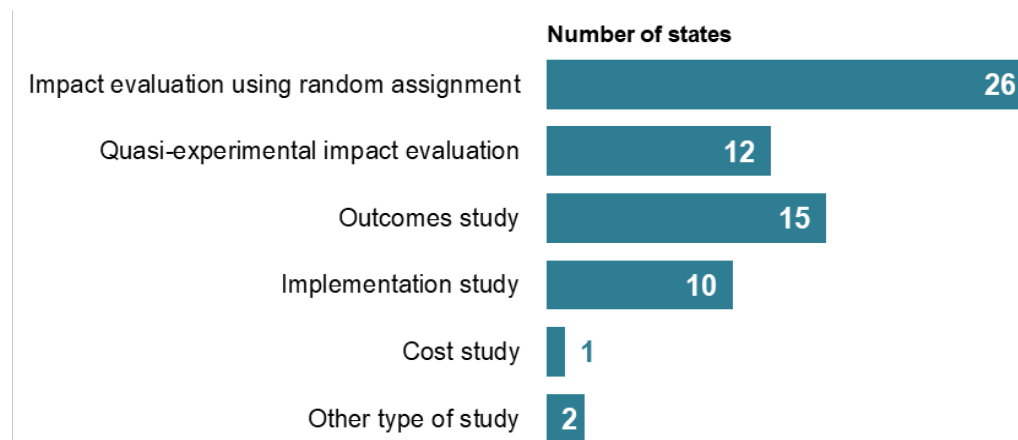 Number of states
Impact evaluation using random assignment 26
Quasi-experimental impact evaluation 12
Outcomes study 15
Implementation study 10
Cost study 1
Other type of study 2